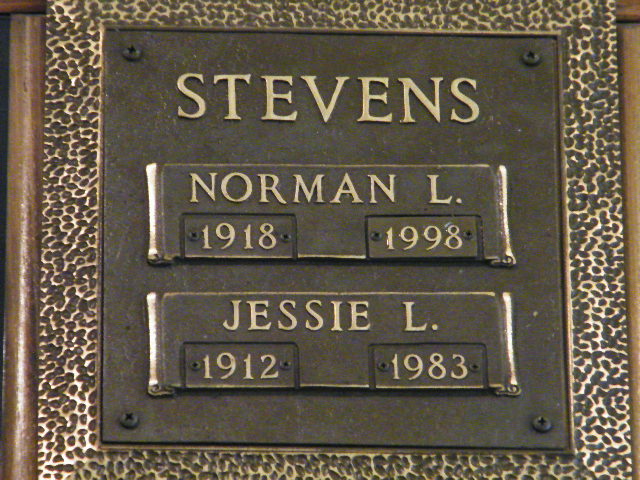 STEVENS
NORMAN L.
1918 1998
JESSIE L.
1912 1983